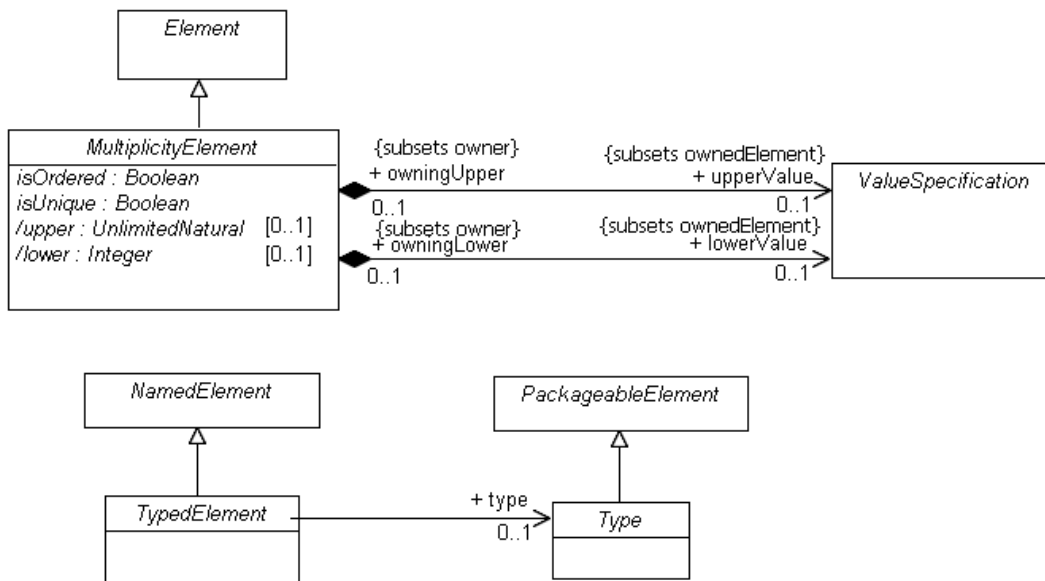 Element
MultiplicityElement
isOrdered : Boolean
isUnique : Boolean
/upper : UnlimitedNatural [0..1]
/lower : Integer [0..1]
{subsets owner}
+ owningUpper
0..1
{subsets ownedElement}
+ upperValue
0..1
{subsets owner}
+ owningLower
0..1
{subsets ownedElement}
+ lowerValue
0..1
ValueSpecification
NamedElement
PackageableElement
TypedElement
+ type
0..1
Type